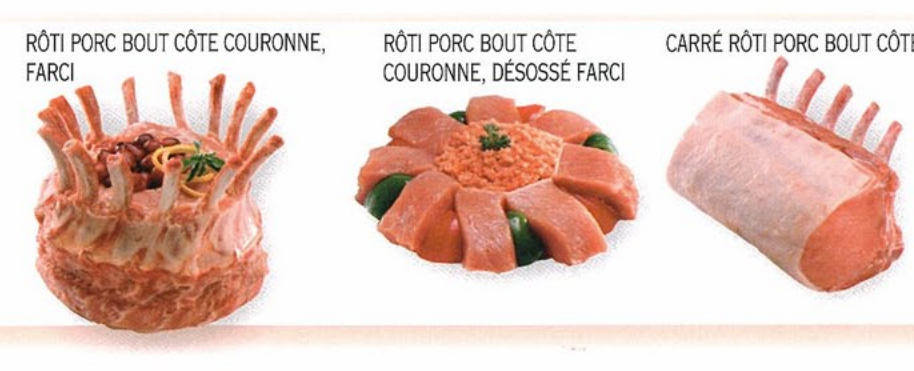 RÔTI PORC BOUT CÔTE COURONNE,
FARCI
RÔTI PORC BOUT CÔTE
COURONNE, DÉSOSSÉ FARCI
CARRÉ RÔTI PORC BOUT CÔTE